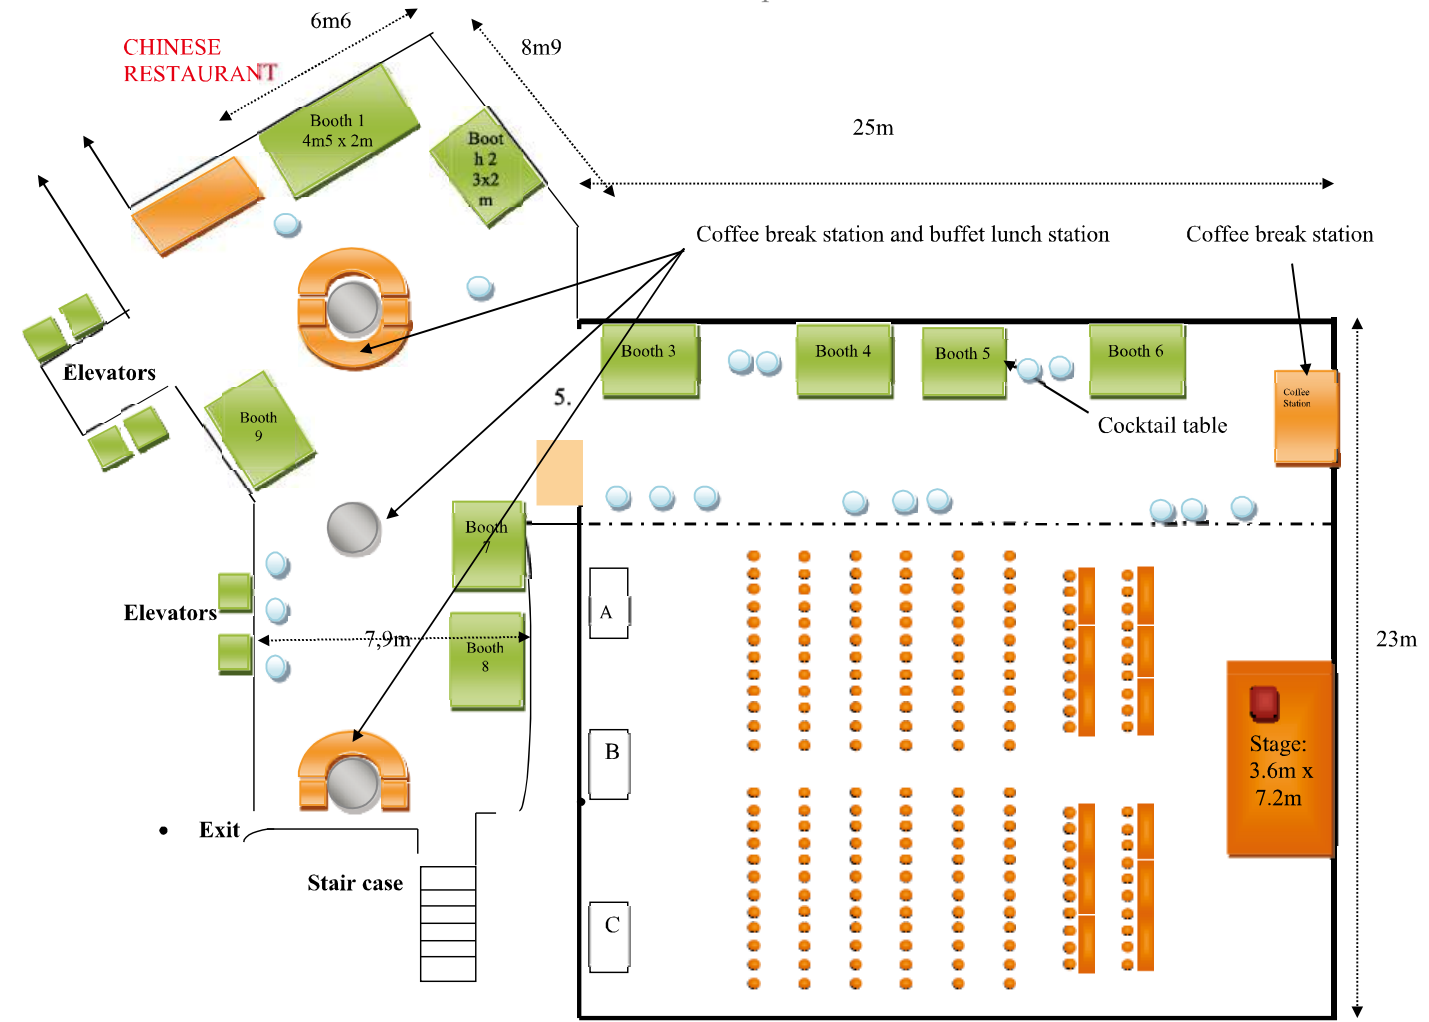 6m6
CHINESE
RESTAURANT
8m9
Booth 1
4m5 x 2m
Boot
h 2
3x2
m
25m
Coffee break station and buffet lunch station
Coffee break station
Booth 3
Booth 4
Booth 5
Booth 6
Elevators
Coffee
Station
5.
Booth
9
Cocktail table
Booth
7
Elevators
A
7,9m
23m
Booth
8
B
Stage:
3.6m x
7.2m
Exit
Stair case
C